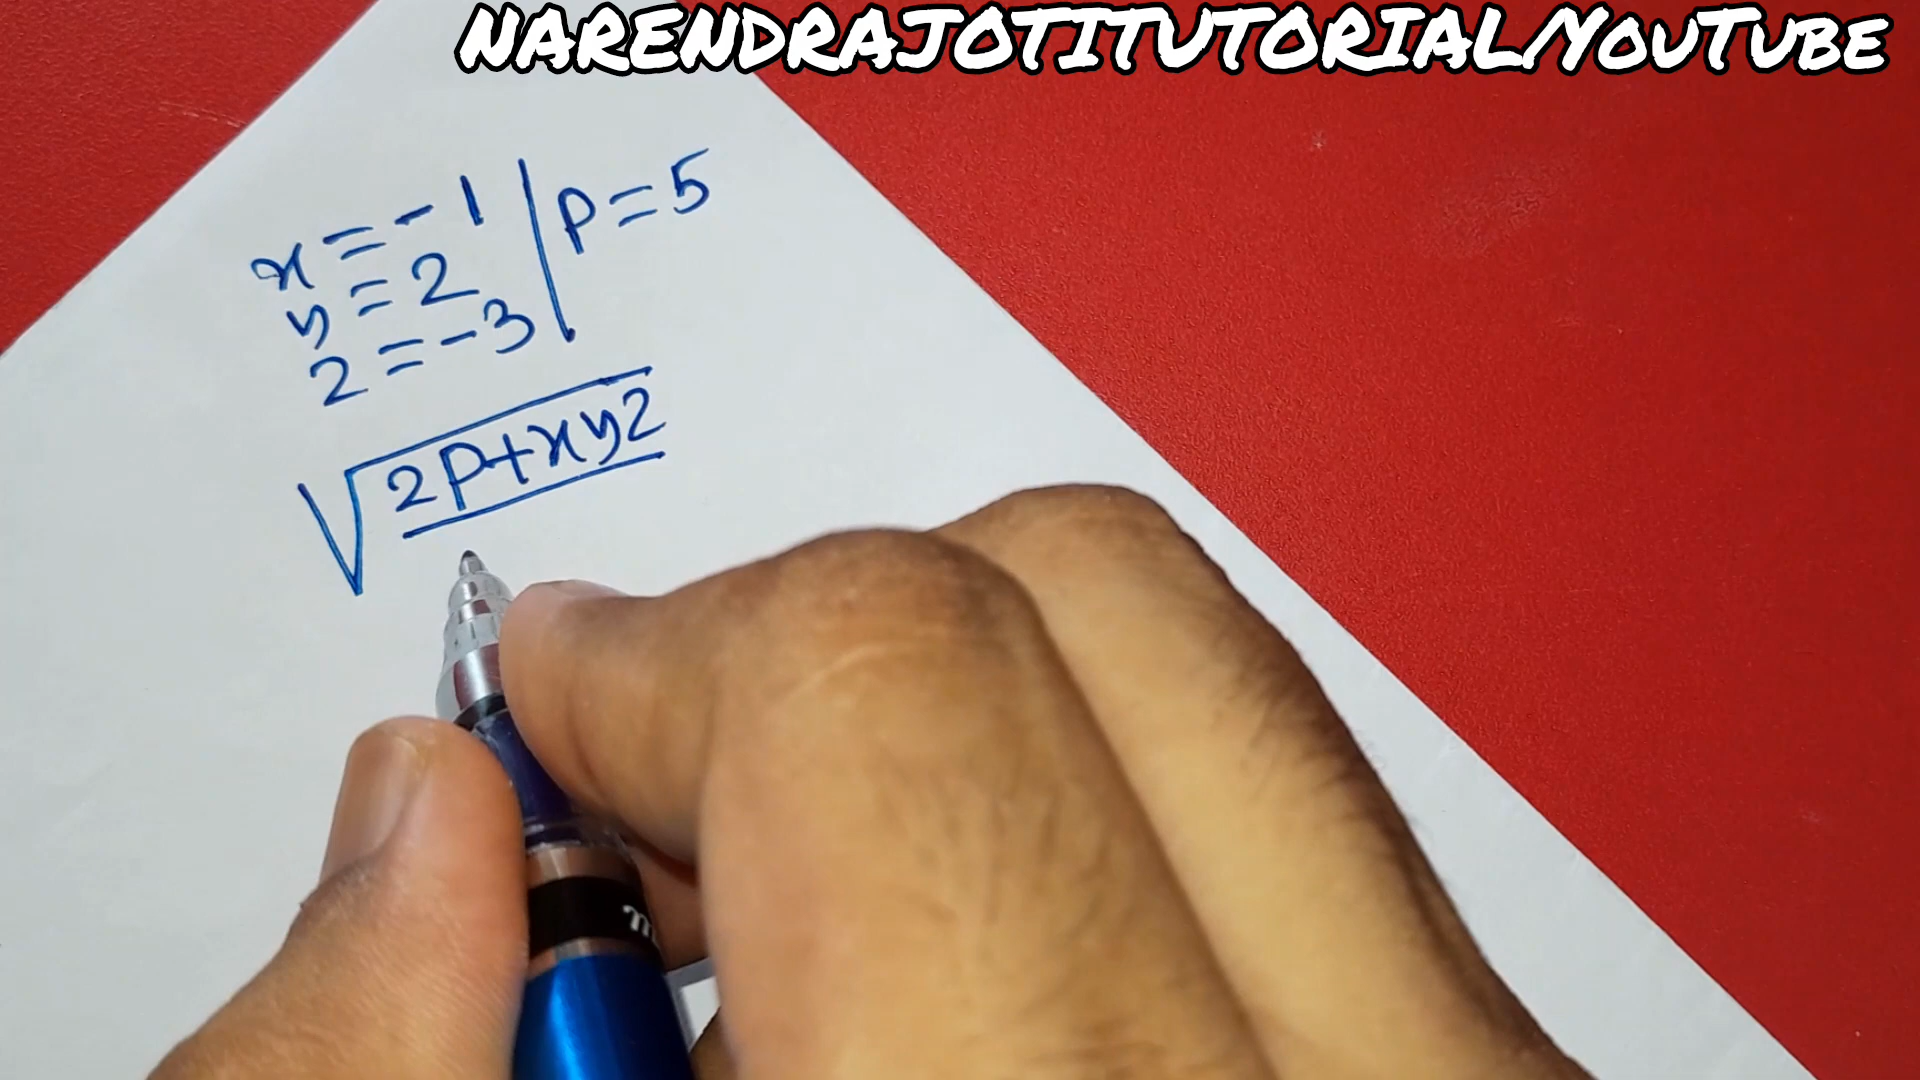 NARENDRAJOTITUTORIAL/YOUTUBE
x = -1 | P = 5
y = 2
z = -3
√2P+xyz